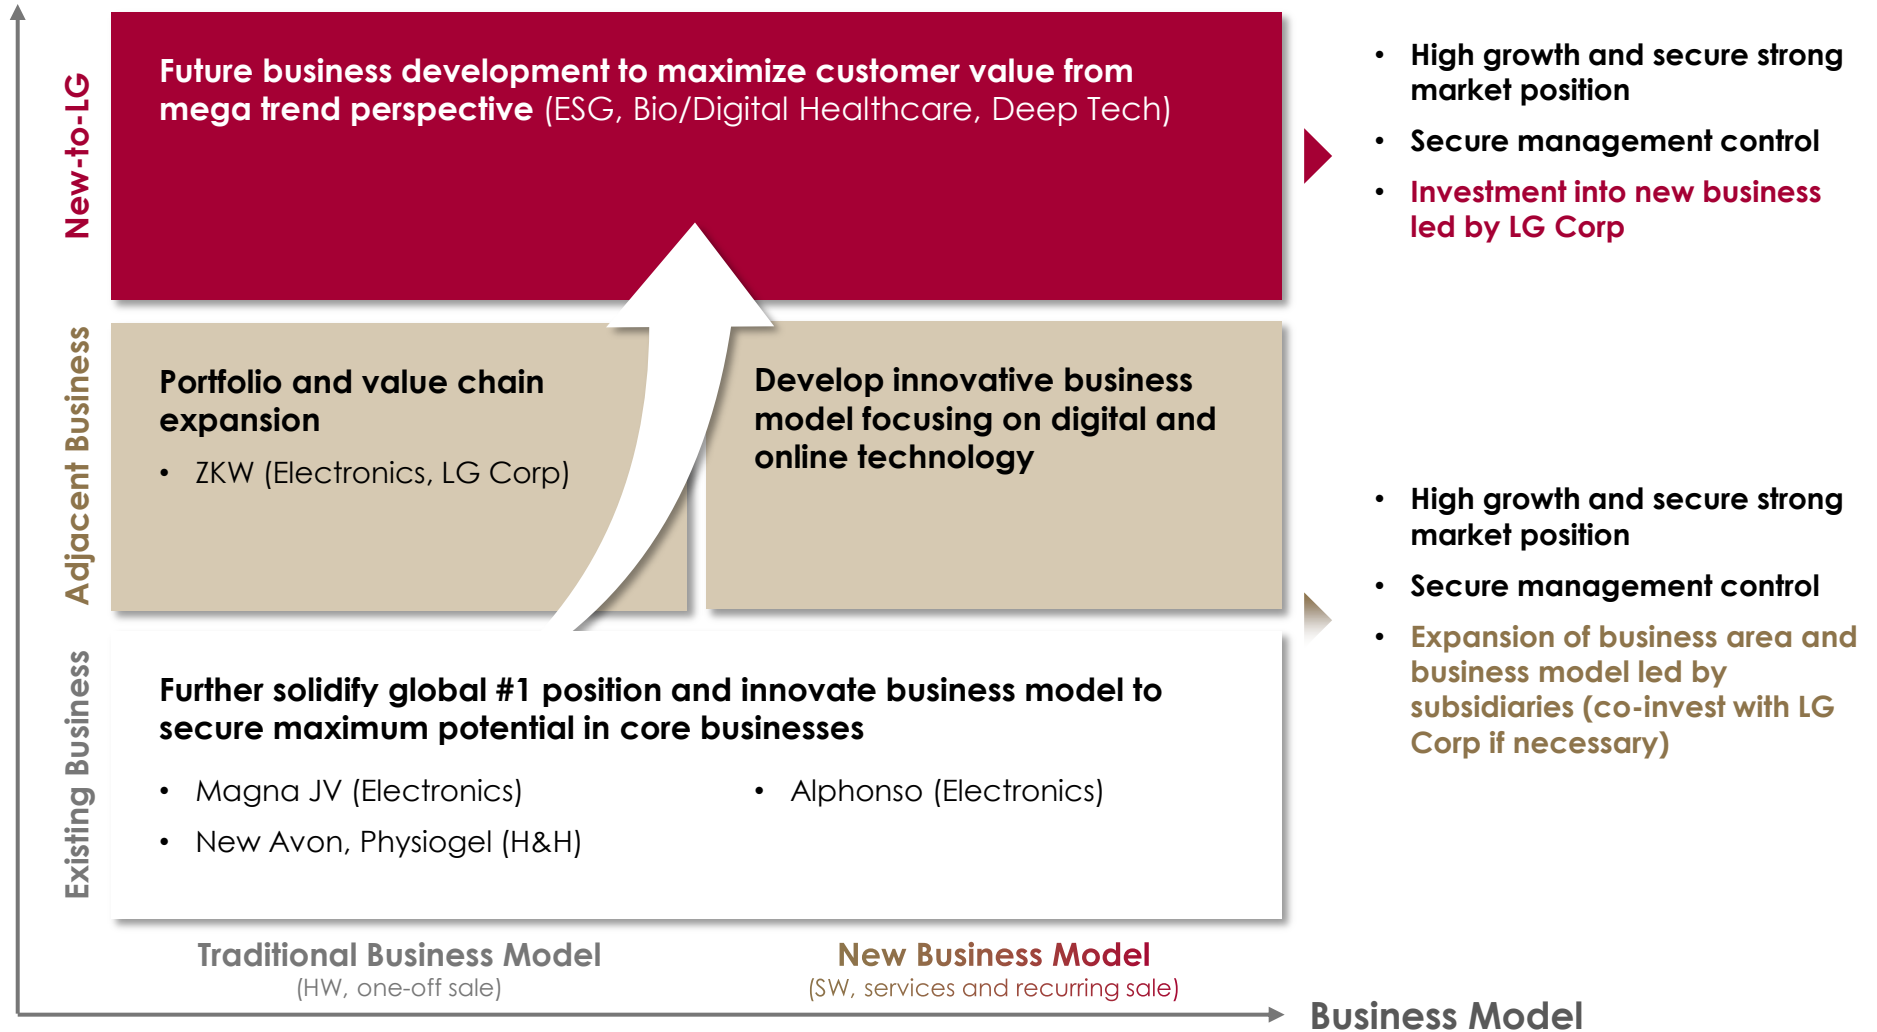 New-to-LG
Future business development to maximize customer value from
mega trend perspective (ESG, Bio/Digital Healthcare, Deep Tech)
• High growth and secure strong
market position
• Secure management control
• Investment into new business
led by LG Corp
Adjacent Business
Portfolio and value chain
expansion
• ZKW (Electronics, LG Corp)
Develop innovative business
model focusing on digital and
online technology
• High growth and secure strong
market position
• Secure management control
• Expansion of business area and
business model led by
subsidiaries (co-invest with LG
Corp if necessary)
Existing Business
Further solidify global #1 position and innovate business model to
secure maximum potential in core businesses
• Magna JV (Electronics)
• New Avon, Physiogel (H&H)
• Alphonso (Electronics)
Traditional Business Model
(HW, one-off sale)
New Business Model
(SW, services and recurring sale)
Business Model